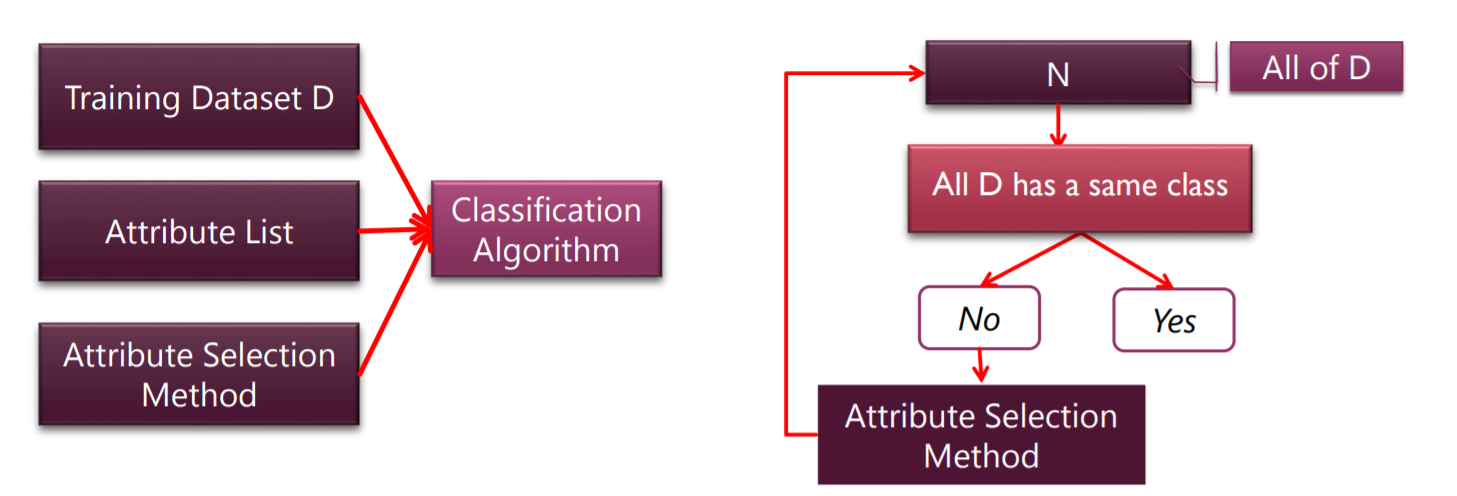 Training Dataset D
Attribute List
Attribute Selection
Method
Classification
Algorithm
N
All of D
All D has a same class
No
Yes
Attribute Selection
Method